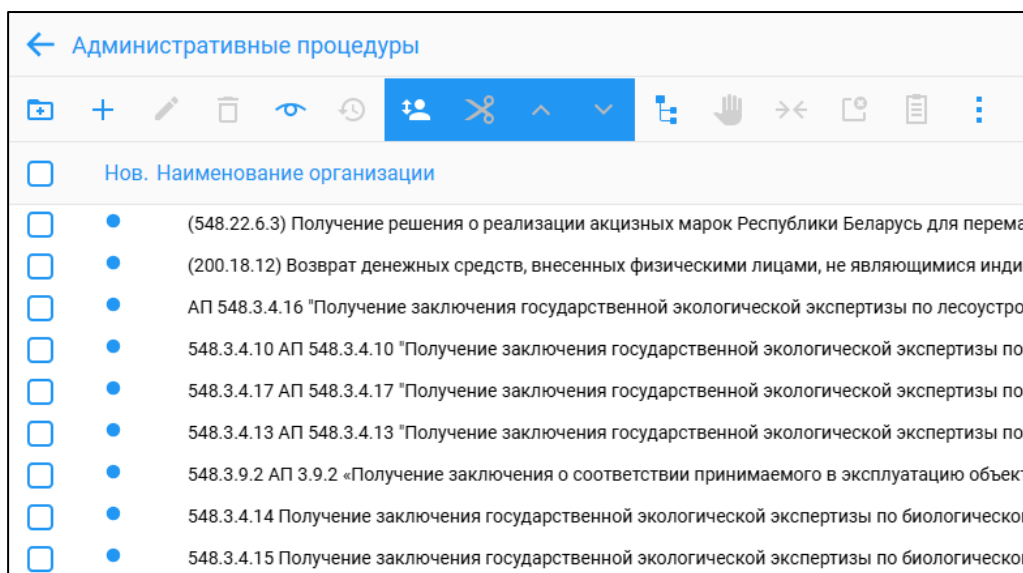 Административные процедуры
Нов. Наименование организации
(548.22.6.3) Получение решения о реализации акцизных марок Республики Беларусь для
(200.18.12) Возврат денежных средств, внесенных физическими лицами, не являющимися
АП 548.3.4.16 "Получение заключения государственной экологической экспертизы по
548.3.4.10 АП 548.3.4.10 "Получение заключения государственной экологической экспертизы по
548.3.4.17 АП 548.3.4.17 "Получение заключения государственной экологической экспертизы по
548.3.4.13 АП 548.3.4.13 "Получение заключения государственной экологической экспертизы по
548.3.9.2 АП 3.9.2 «Получение заключения о соответствии принимаемого в эксплуатацию
548.3.4.14 Получение заключения государственной экологической экспертизы по
548.3.4.15 Получение заключения государственной экологической экспертизы по